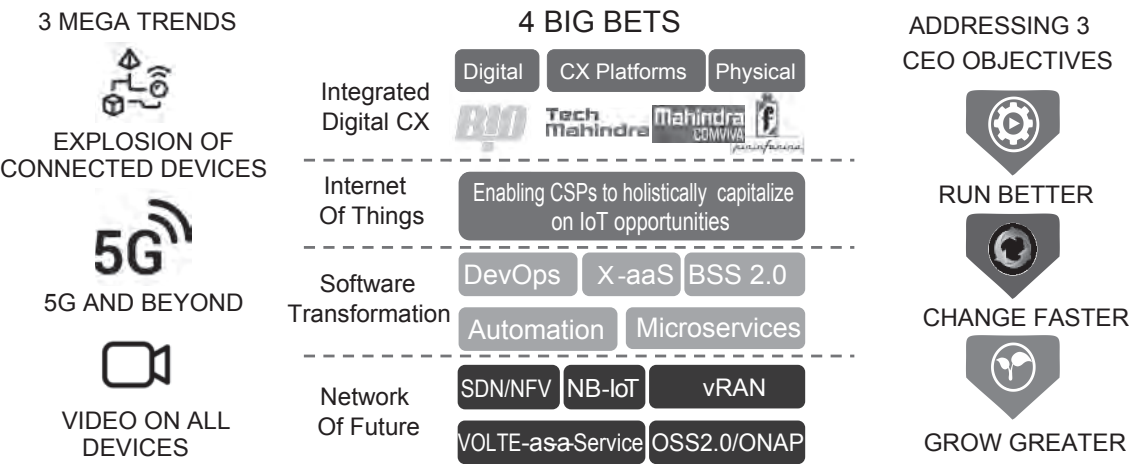 3 MEGA TRENDS
EXPLOSION OF
CONNECTED DEVICES
5G
5G AND BEYOND
VIDEO ON ALL
DEVICES
4 BIG BETS
Integrated
Digital CX
Digital
CX Platforms
Physical
BIO
Tech
Mahindra
Mahindra
COMVIVA
pininfarina
Internet
Of Things
Enabling CSPs to holistically capitalize
on IoT opportunities
Software
Transformation
DevOps
X-aaS
BSS 2.0
Automation
Microservices
Network
Of Future
SDN/NFV
NB-IoT
vRAN
VOLTE-as-a-Service
OSS2.0/ONAP
ADDRESSING 3
CEO OBJECTIVES
RUN BETTER
CHANGE FASTER
GROW GREATER